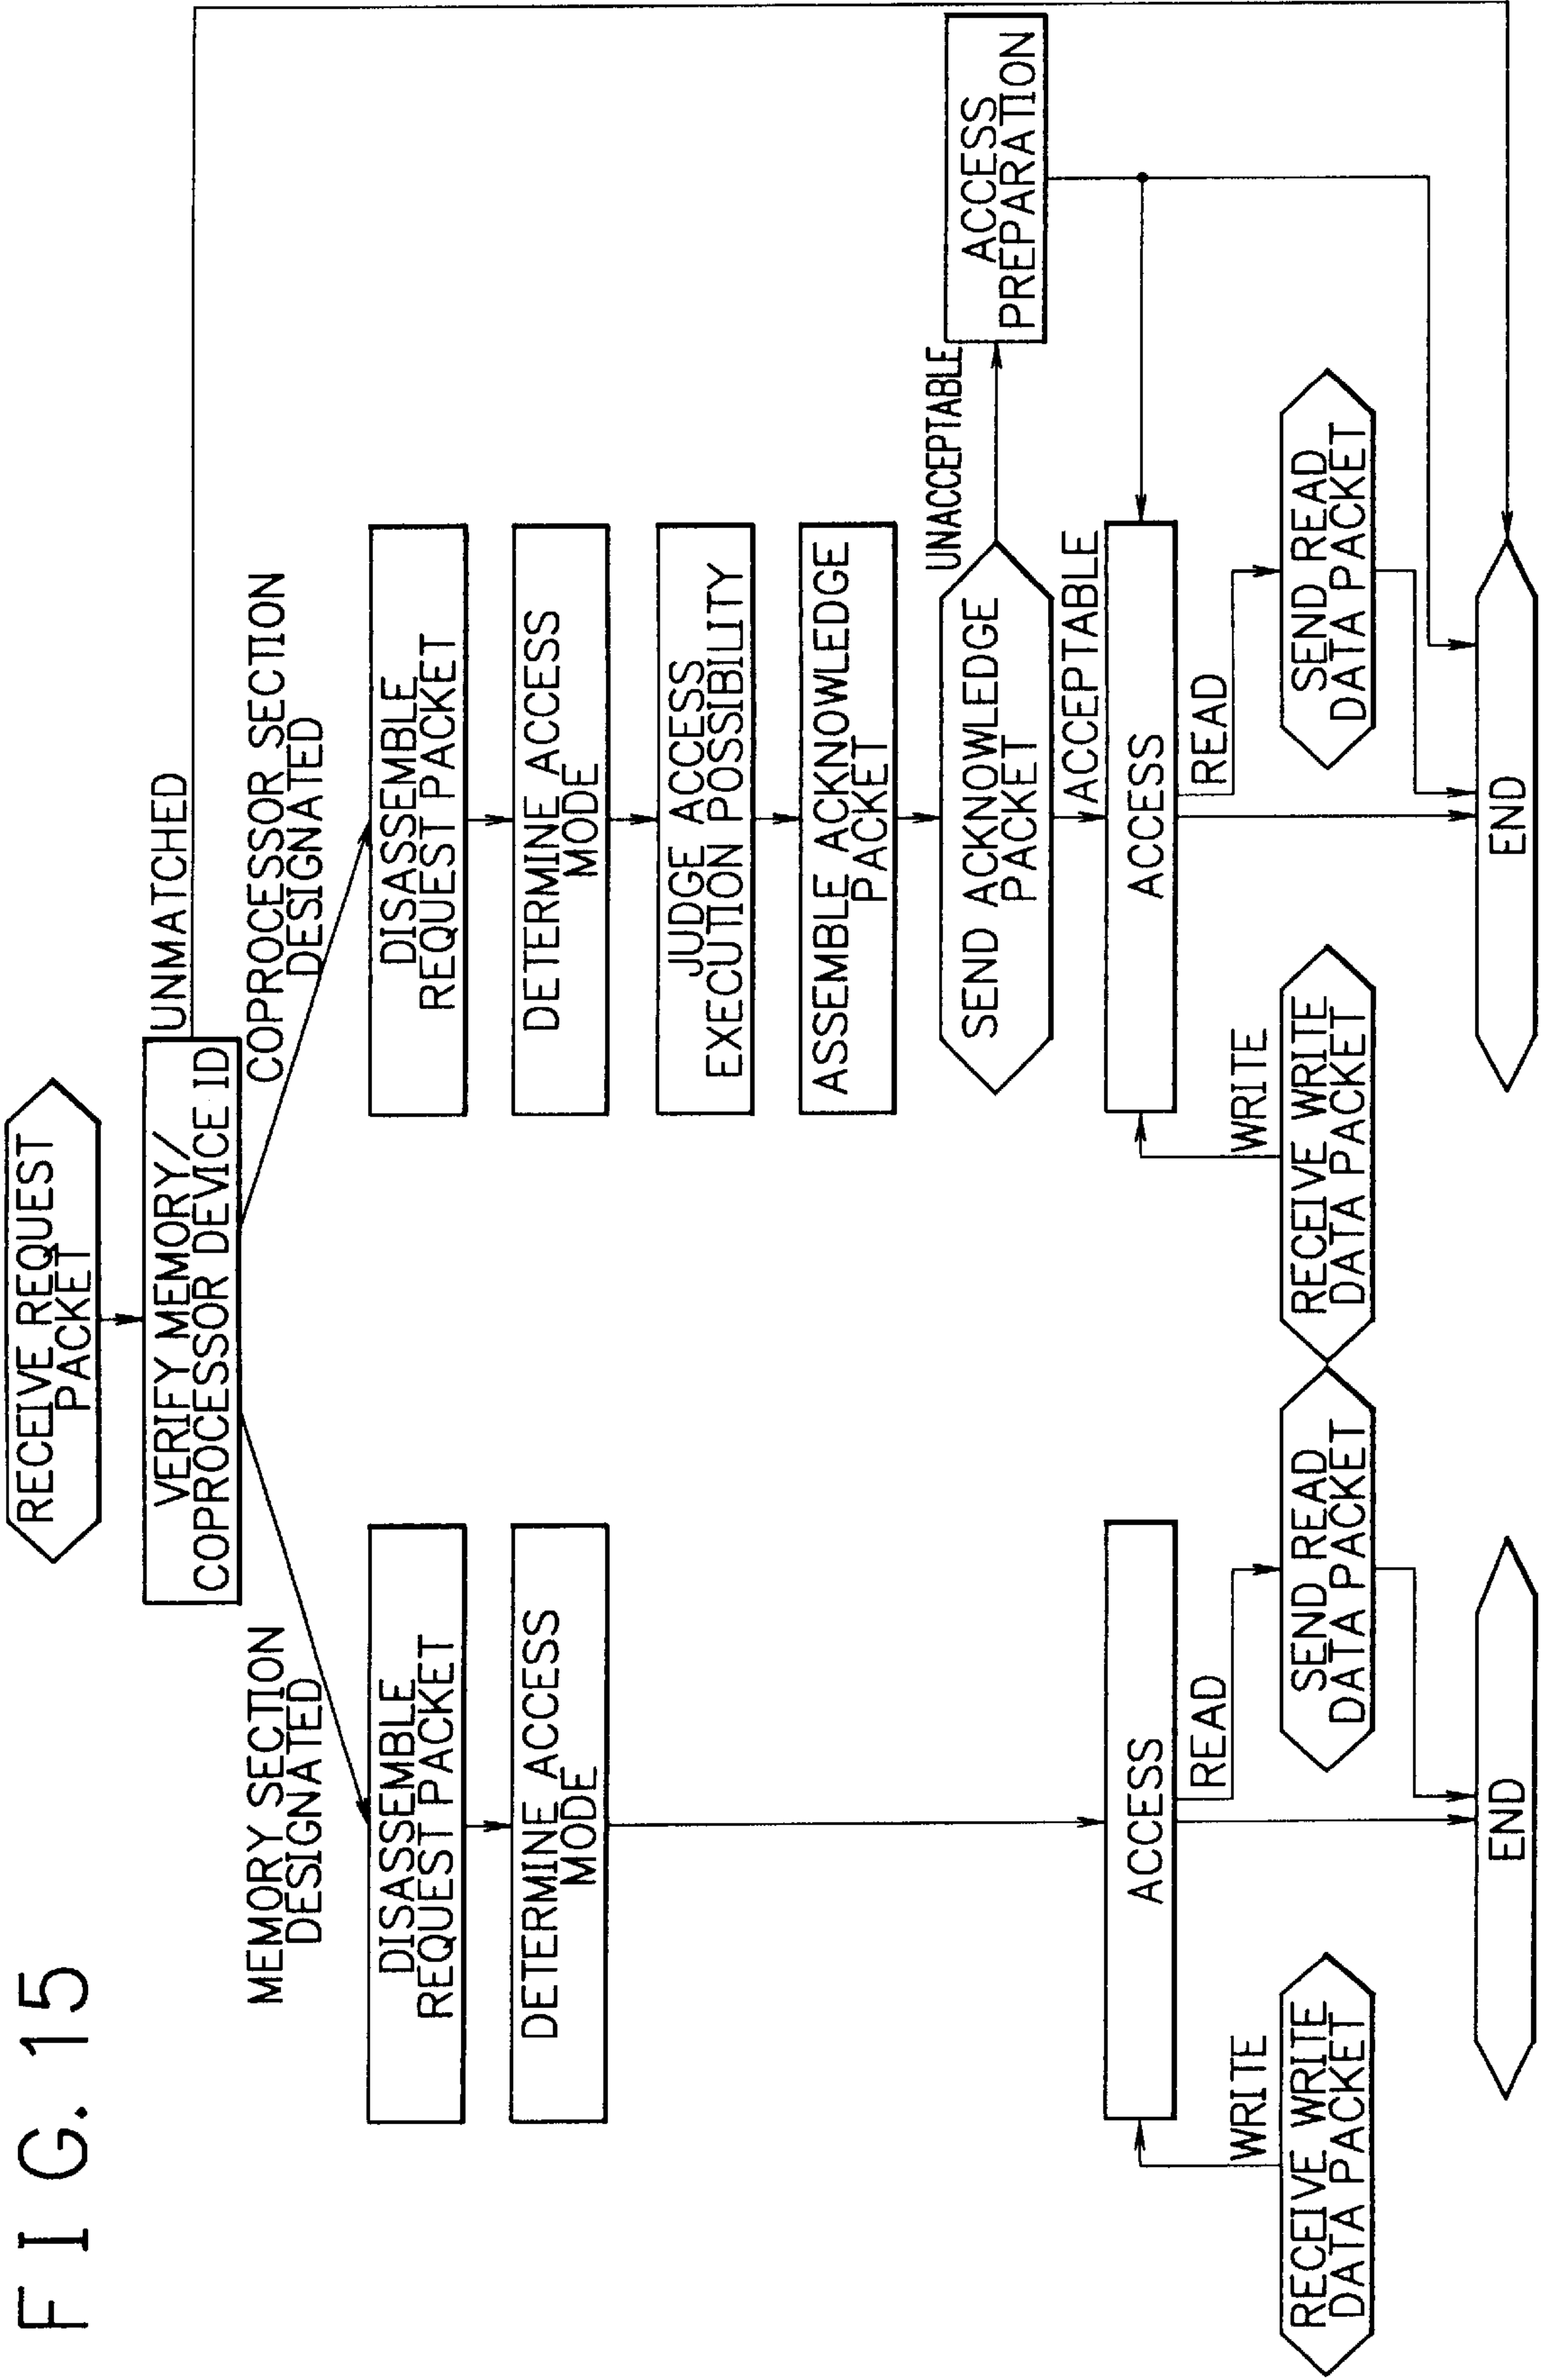 FIG. 15
RECEIVE REQUEST
PACKET
VERIFY MEMORY/
COPROCESSOR DEVICE ID
UNMATCHED
MEMORY SECTION
DESIGNATED
COPROCESSOR SECTION
DESIGNATED
DISASSEMBLE
REQUEST PACKET
DISASSEMBLE
REQUEST PACKET
DETERMINE ACCESS
MODE
DETERMINE ACCESS
MODE
JUDGE ACCESS
EXECUTION POSSIBILITY
ASSEMBLE ACKNOWLEDGE
PACKET
SEND ACKNOWLEDGE
PACKET
UNACCEPTABLE
ACCESS
PREPARATION
ACCEPTABLE
ACCESS
ACCESS
WRITE
READ
WRITE
READ
RECEIVE WRITE
DATA PACKET
SEND READ
DATA PACKET
RECEIVE WRITE
DATA PACKET
SEND READ
DATA PACKET
END
END